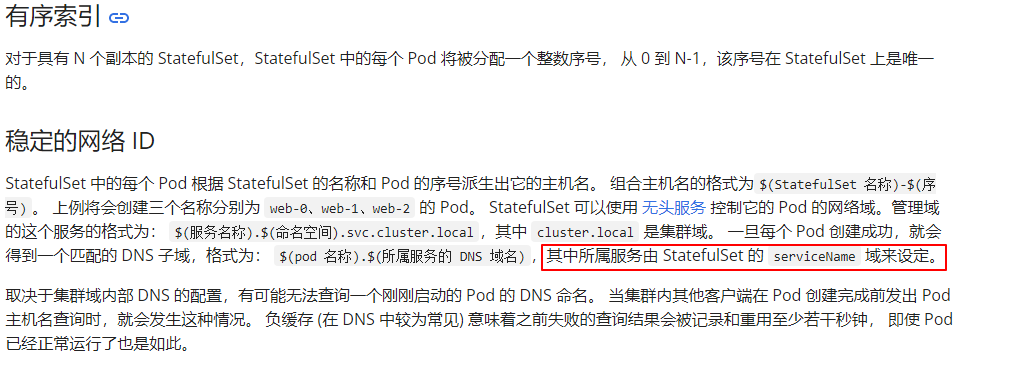 有序索引
对于具有 N 个副本的 StatefulSet，StatefulSet 中的每个 Pod 将被分配一个整数序号， 从 0 到 N-1，该序号在 StatefulSet 上是唯一
的。
稳定的网络 ID
StatefulSet 中的每个 Pod 根据 StatefulSet 的名称和 Pod 的序号派生出它的主机名。 组合主机名的格式为 $(StatefulSet 名称)-$(序
号) 。 上例将会创建三个名称分别为 web-0、web-1、web-2 的 Pod。 StatefulSet 可以使用 无头服务 控制它的 Pod 的网络域。管理域
的这个服务的格式为： $(服务名称).$(命名空间).svc.cluster.local ，其中 cluster.local 是集群域。 一旦每个 Pod 创建成功，就会
得到一个匹配的 DNS 子域，格式为： $(pod 名称).$(所属服务的 DNS 域名) ，其中所属服务由 StatefulSet 的 serviceName 域来设定。
取决于集群域内部 DNS 的配置，有可能无法查询一个刚刚启动的 Pod 的 DNS 命名。 当集群内其他客户端在 Pod 创建完成前发出 Pod
主机名查询时，就会发生这种情况。 负缓存 (在 DNS 中较为常见) 意味着之前失败的查询结果会被记录和重用至少若干秒钟， 即使 Pod
已经正常运行了也是如此。